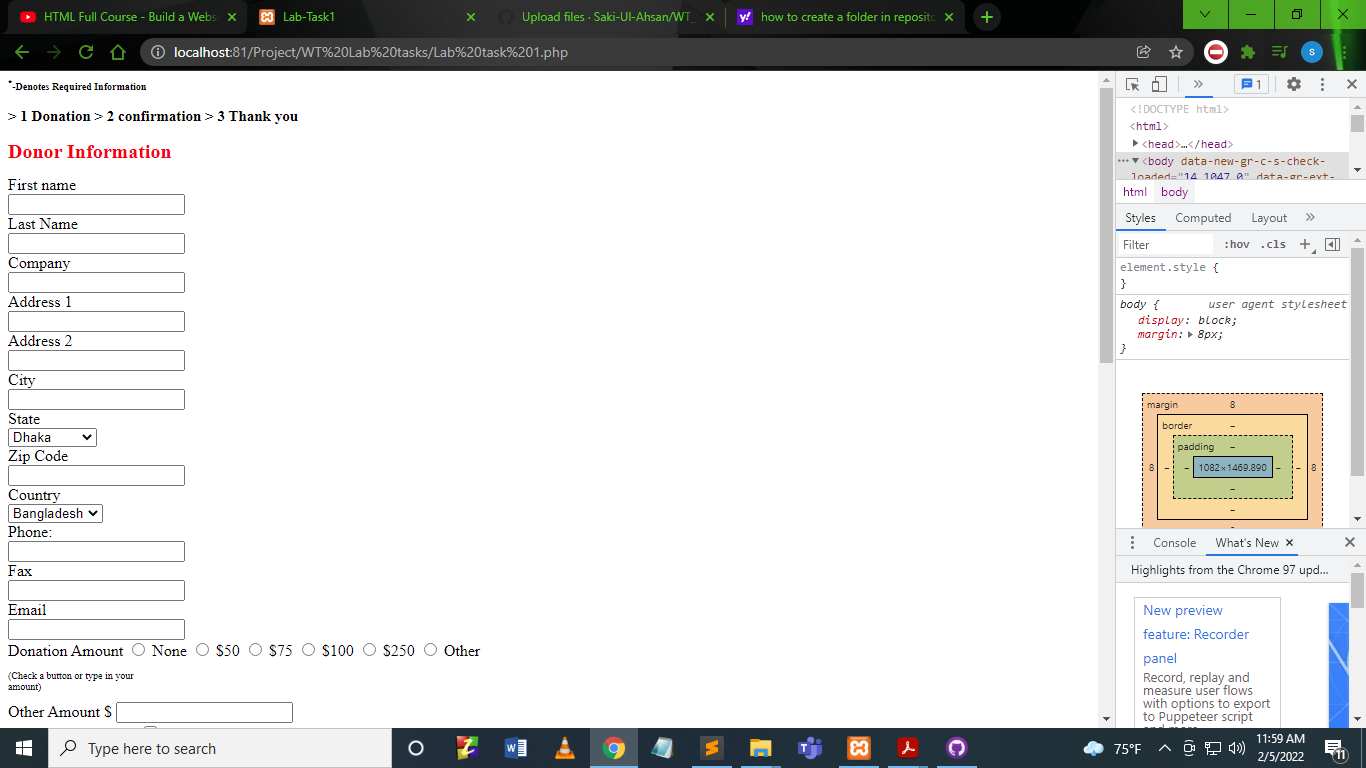 HTML Full Course - Build a Webs
Lab-Task1
Upload files · Saki-Ul-Ahsan/WT_
how to create a folder in reposito
localhost:81/Project/WT%20Lab%20tasks/Lab%20task%201.php
S
*-Denotes Required Information
> 1 Donation > 2 confirmation > 3 Thank you
Donor Information
First name
Last Name
Company
Address 1
Address 2
City
State
Dhaka
Zip Code
Country
Bangladesh
Phone:
Fax
Email
Donation Amount None $50 $75 $100 $250 Other
(Check a button or type in your
amount)
Other Amount $
1
<!DOCTYPE html>
<html>
<head>…</head>
<body data-new-gr-c-s-check-
loaded="14.1047.0" data-gr-ext-
html body
Styles Computed Layout
Filter :hov .cls
element.style {
}
body { user agent stylesheet
display: block;
margin: 8px;
}
margin 8
border –
padding –
8 – – 1082×1469.890 – – 8
–
–
Console What's New
Highlights from the Chrome 97 upd...
New preview
feature: Recorder
panel
Record, replay and
measure user flows
with options to export
to Puppeteer script
Type here to search
75°F
11:59 AM
2/5/2022
11